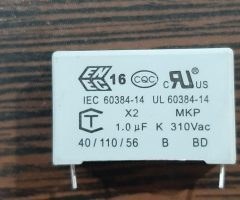 16 CQC c RU US
IEC 60384-14 UL 60384-14
X2 MKP
1.0 µF K 310Vac
40/110/56 B BD